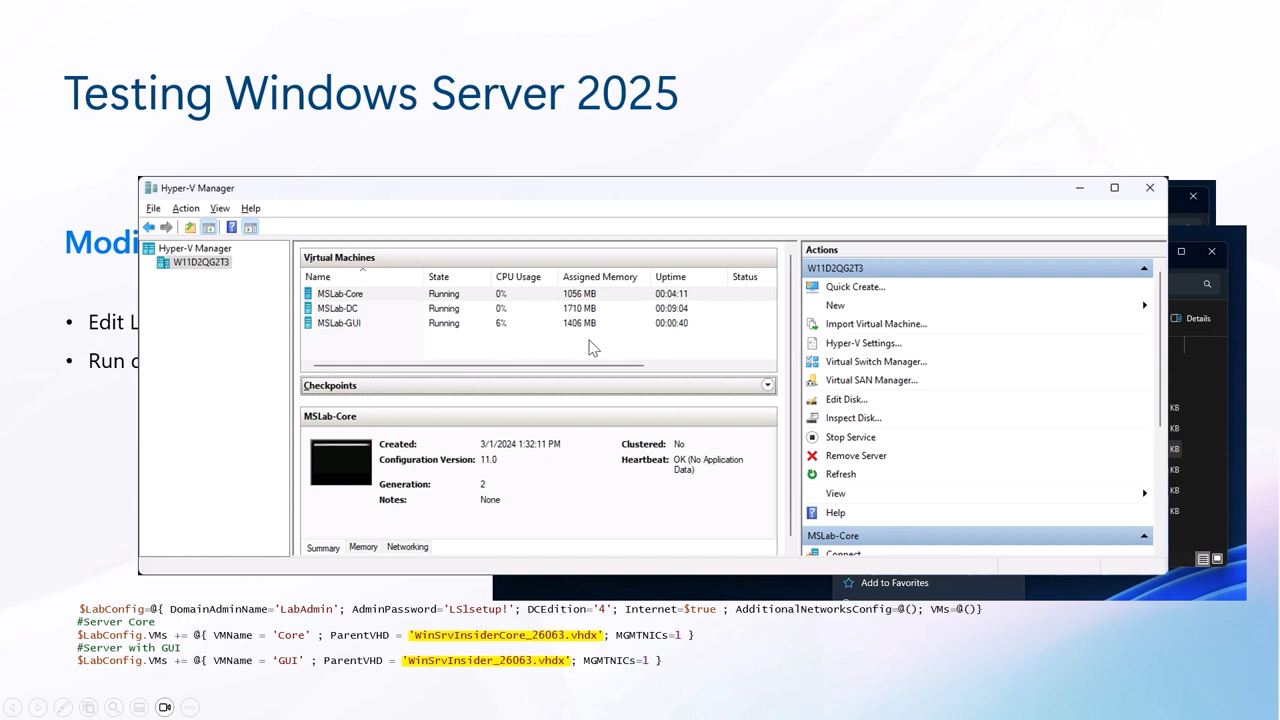 Testing Windows Server 2025
Hyper-V Manager
File Action View Help
Modi
Edit L
Run
Hyper-V Manager
W11D2QG2T3
Virtual Machines
Name State CPU Usage Assigned Memory Uptime Status
MSLab-Core Running 0% 1056 MB 00:04:11
MSLab-DC Running 0% 1710 MB 00:09:04
MSLab-GUI Running 6% 1406 MB 00:00:40
Checkpoints
MSLab-Core
Created: 3/1/2024 1:32:11 PM Clustered: No
Configuration Version: 11.0 Heartbeat: OK (No Application
Data)
Generation: 2
Notes: None
Summary Memory Networking
Actions
W11D2QG2T3
Quick Create...
New
Import Virtual Machine...
Hyper-V Settings...
Virtual Switch Manager...
Virtual SAN Manager...
Edit Disk...
Inspect Disk...
Stop Service
Remove Server
Refresh
View
Help
MSLab-Core
Connect
Details
KB
KB
KB
KB
KB
KB
Add to Favorites
$LabConfig=@{ DomainAdminName='LabAdmin'; AdminPassword='LS1setup!'; DCEdition='4'; Internet=$true ; AdditionalNetworksConfig=@(); VMs=@()}
#Server Core
$LabConfig.VMs += @{ VMName = 'Core' ; ParentVHD = 'WinSrvInsiderCore_26063.vhdx'; MGMTNICs=1 }
#Server with GUI
$LabConfig.VMs += @{ VMName = 'GUI' ; ParentVHD = 'WinSrvInsider_26063.vhdx'; MGMTNICs=1 }